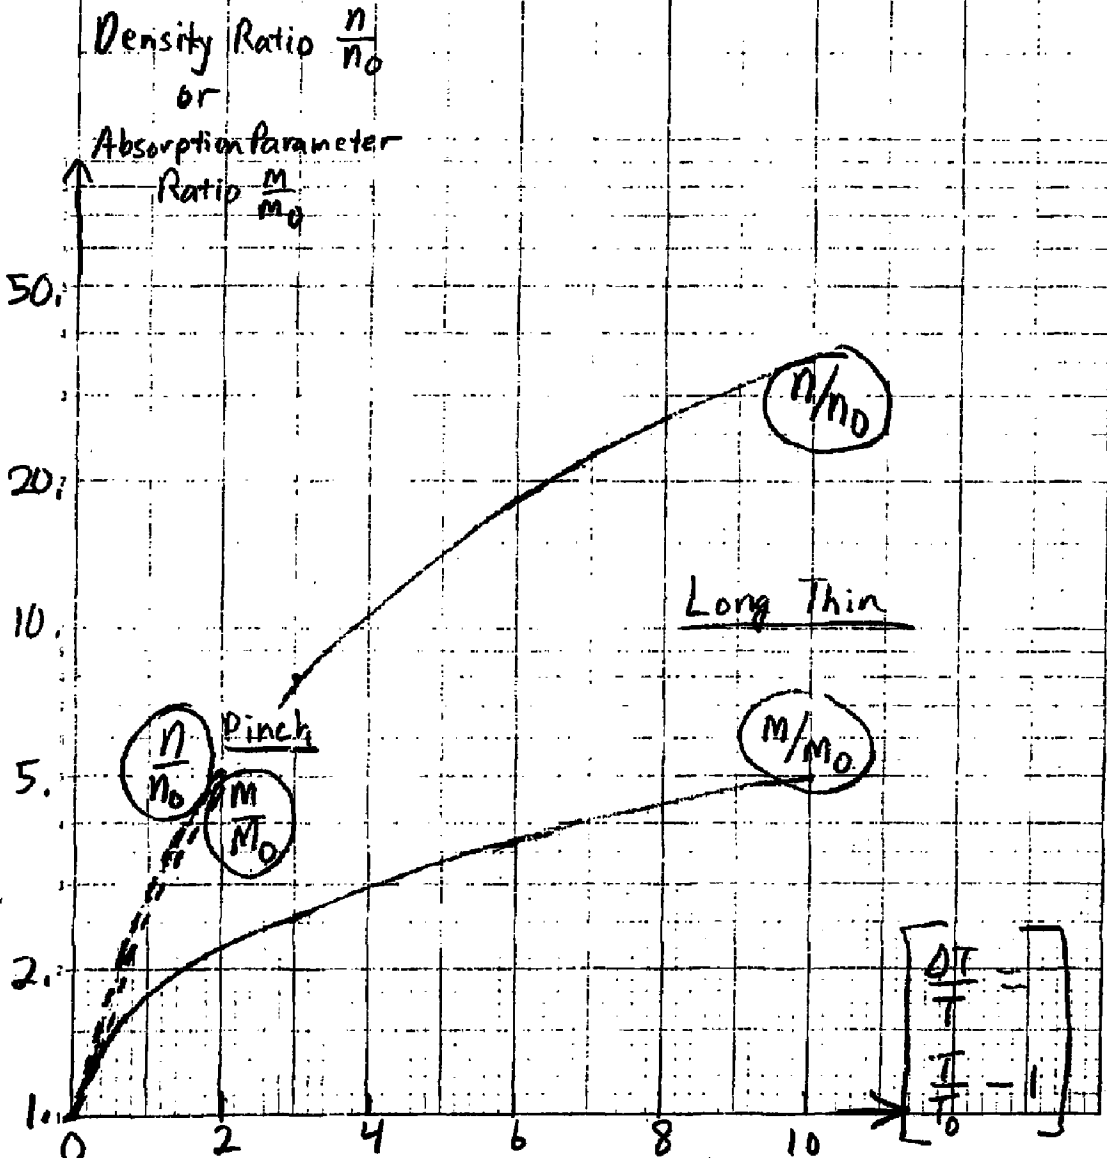 Density Ratio n/n0
or
Absorption Parameter
Ratio m/m0
50.
20.
10.
5.
2.
1.
n/n0
Long Thin
Pinch
n/n0
m/m0
m/m0
ΔT/T =
T/T0 - 1
0 2 4 6 8 10